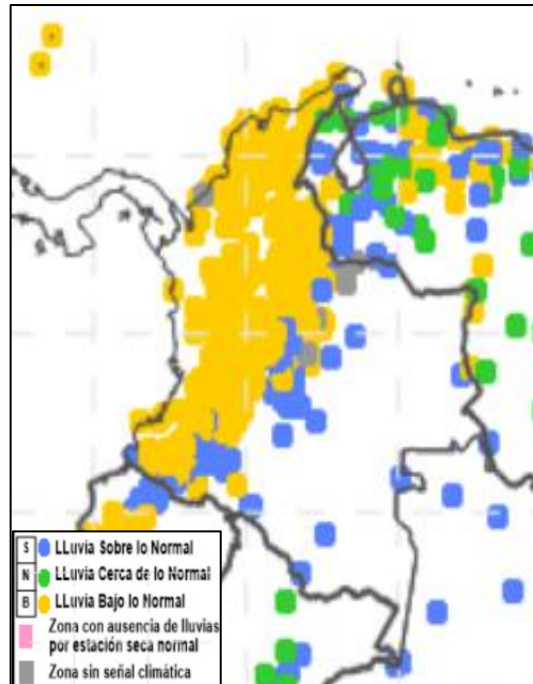 S LLuvia Sobre lo Normal
N LLuvia Cerca de lo Normal
B LLuvia Bajo lo Normal
Zona con ausencia de lluvias
por estación seca normal
Zona sin señal climática